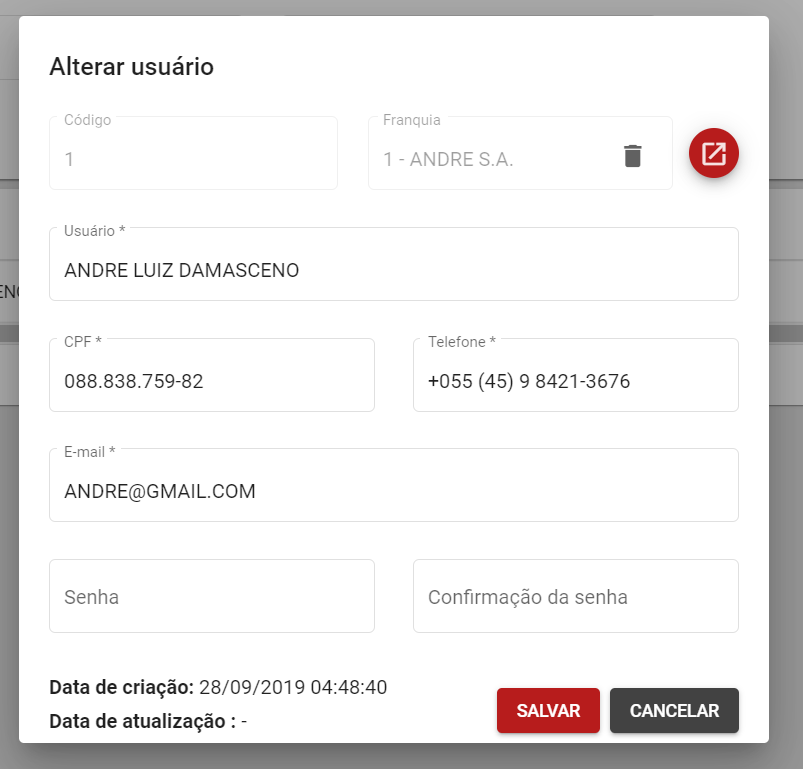 Alterar usuário
Código
1
Franquia
1 - ANDRE S.A.
Usuário *
ANDRE LUIZ DAMASCENO
CPF *
088.838.759-82
Telefone *
+055 (45) 9 8421-3676
E-mail *
ANDRE@GMAIL.COM
Senha
Confirmação da senha
Data de criação: 28/09/2019 04:48:40
Data de atualização : -
SALVAR
CANCELAR